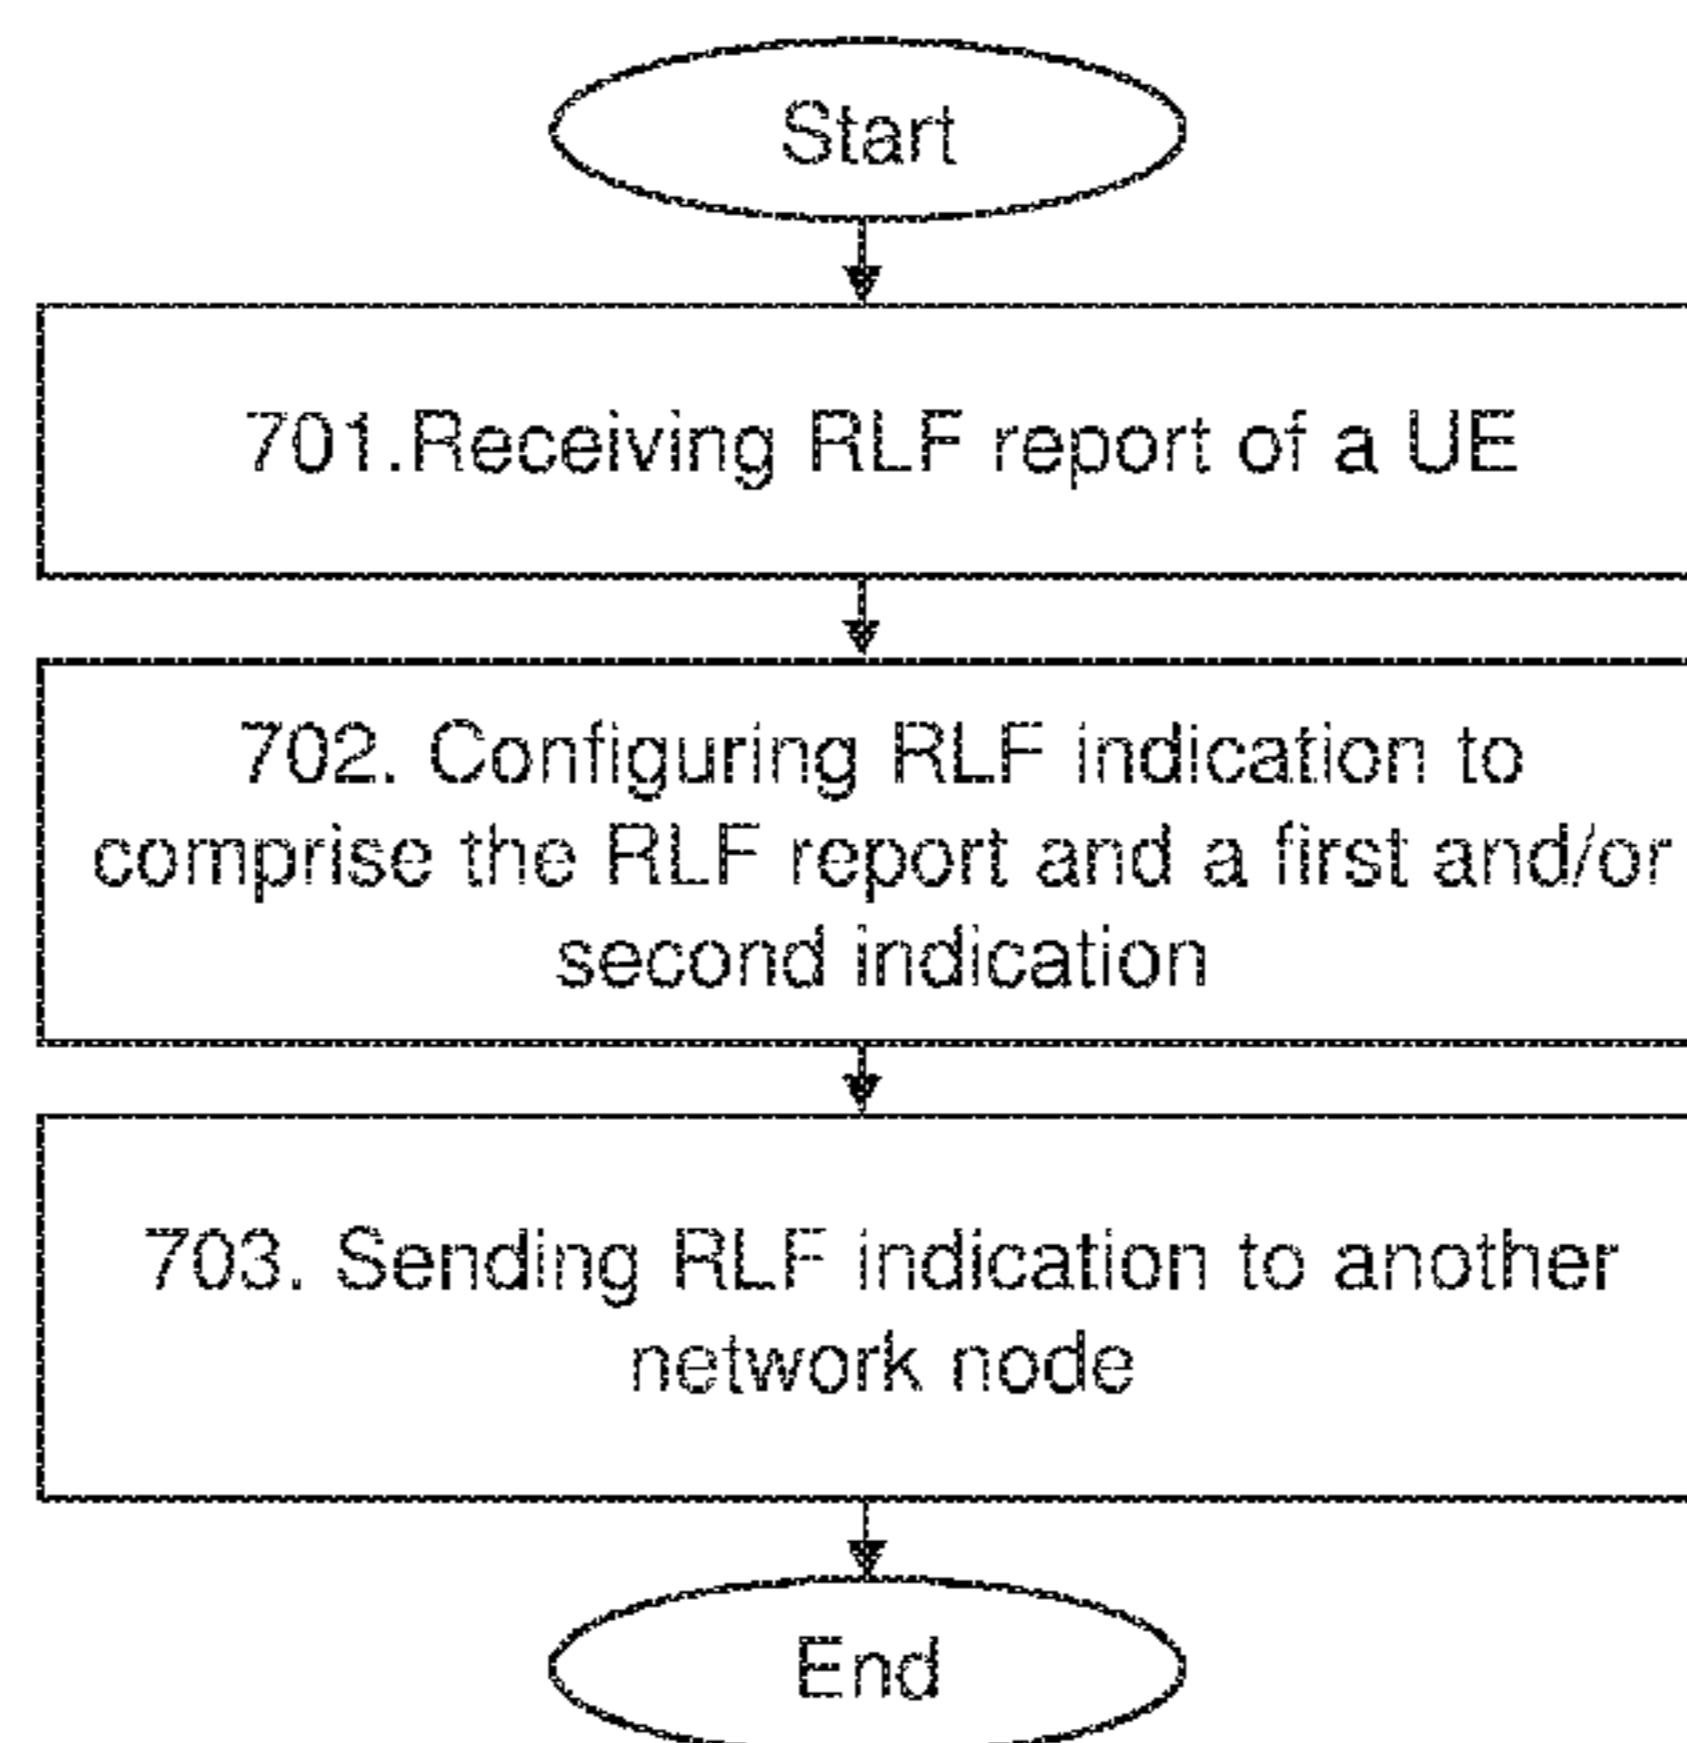 Start
701.Receiving RLF report of a UE
702. Configuring RLF indication to
comprise the RLF report and a first and/or
second indication
703. Sending RLF indication to another
network node
End